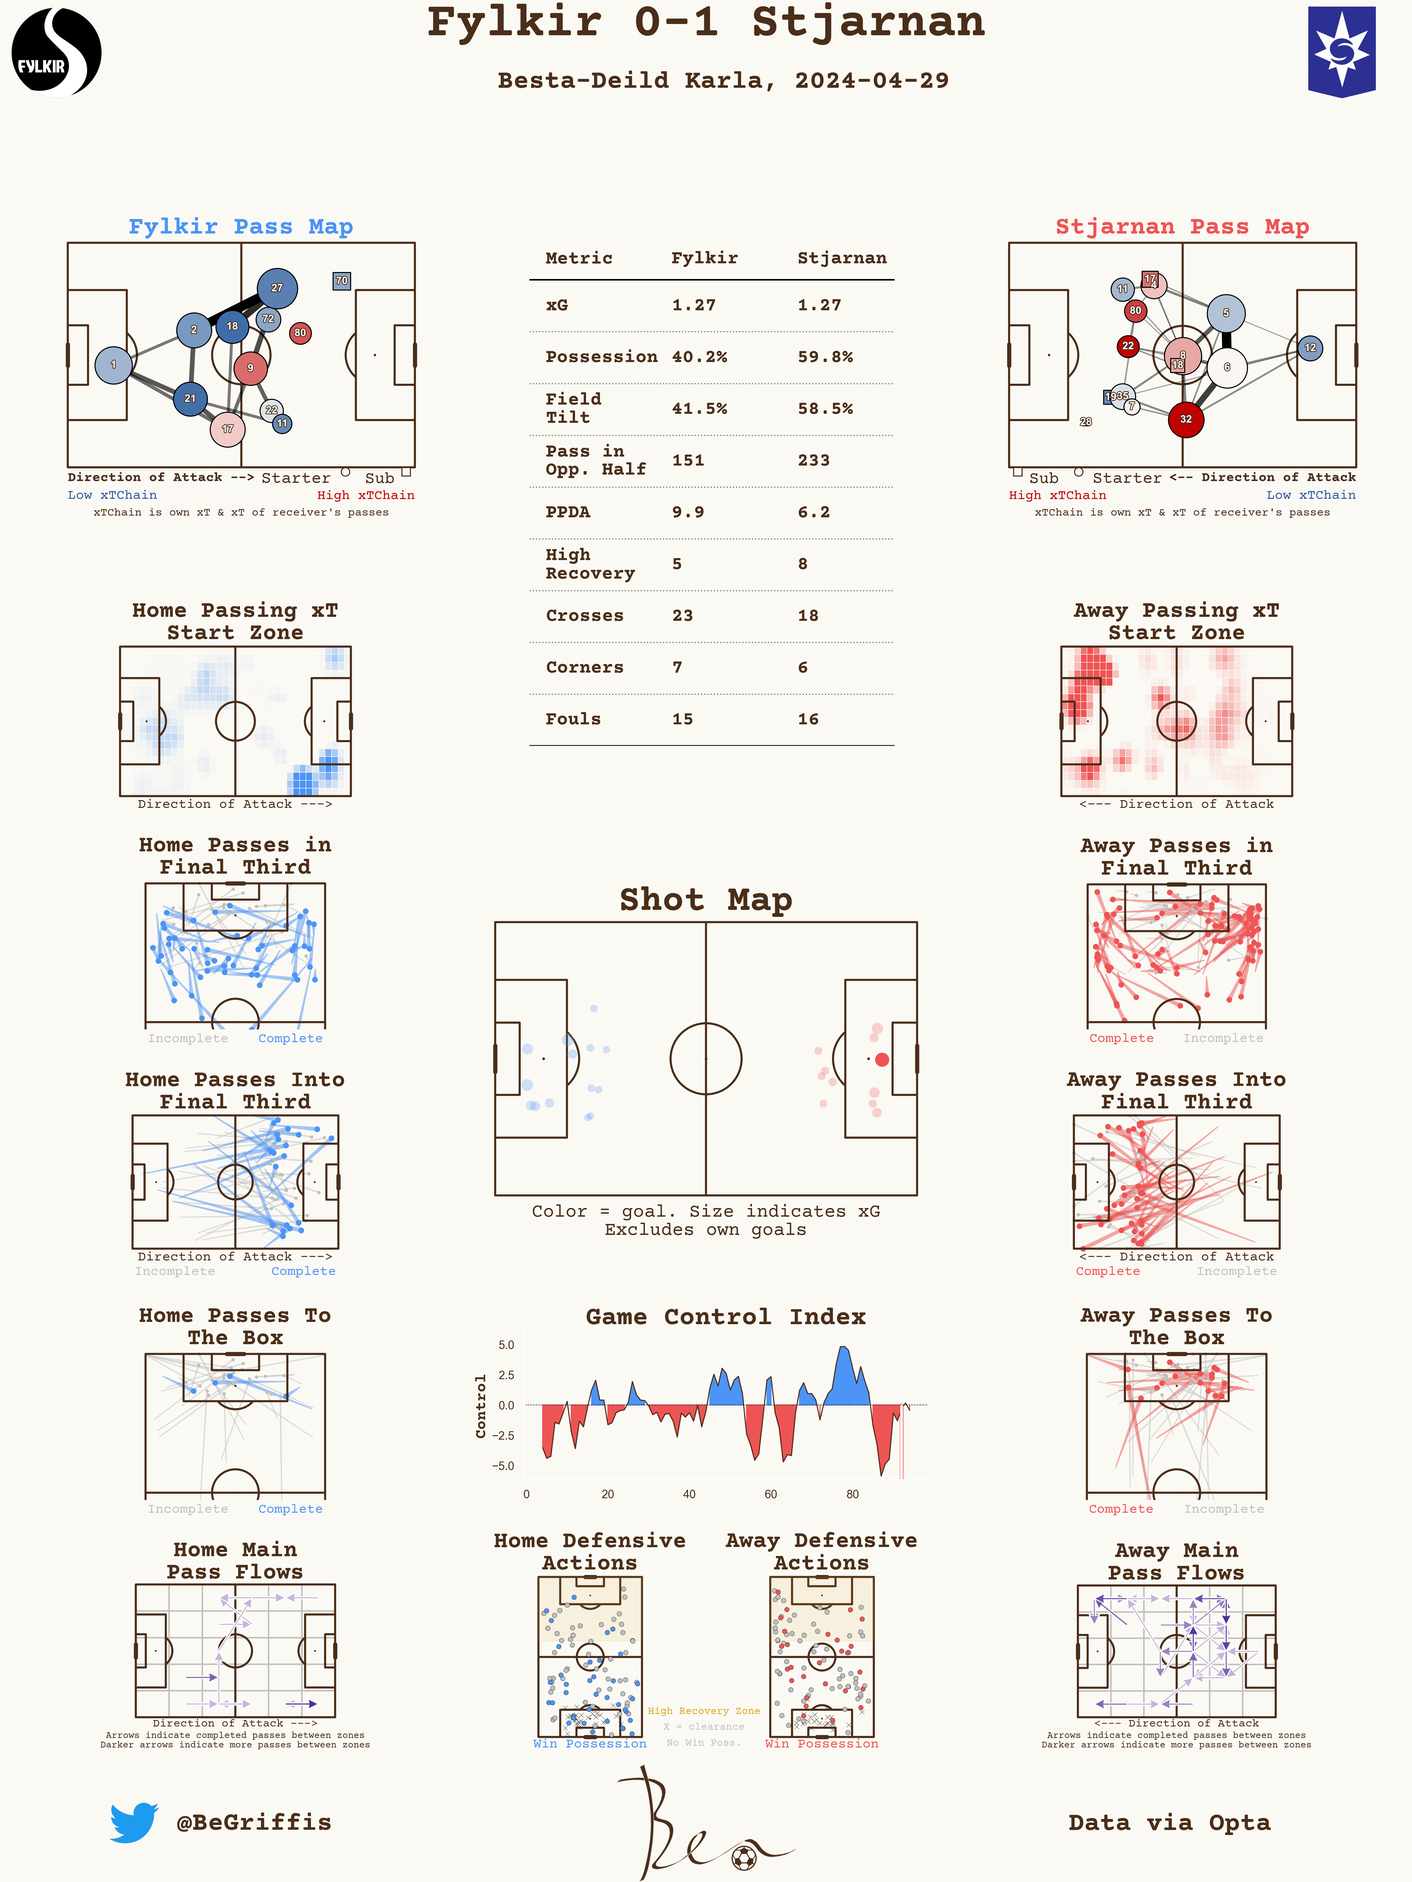 Fylkir 0-1 Stjarnan
Besta-Deild Karla, 2024-04-29
FYLKIR
Fylkir Pass Map
27
70
72
18
2
80
1
9
21
22
11
17
Direction of Attack --> Starter Sub
Low xTChain High xTChain
xTChain is own xT & xT of receiver's passes
Metric Fylkir Stjarnan
xG 1.27 1.27
Possession 40.2% 59.8%
Field
Tilt 41.5% 58.5%
Pass in
Opp. Half 151 233
PPDA 9.9 6.2
High
Recovery 5 8
Crosses 23 18
Corners 7 6
Fouls 15 16
Stjarnan Pass Map
17
4
11
80
5
22
8
12
18
6
19
35
7
32
28
Sub Starter <-- Direction of Attack
High xTChain Low xTChain
xTChain is own xT & xT of receiver's passes
Home Passing xT
Start Zone
Direction of Attack --->
Away Passing xT
Start Zone
<--- Direction of Attack
Home Passes in
Final Third
Incomplete Complete
Away Passes in
Final Third
Complete Incomplete
Shot Map
Color = goal. Size indicates xG
Excludes own goals
Home Passes Into
Final Third
Direction of Attack --->
Incomplete Complete
Away Passes Into
Final Third
<--- Direction of Attack
Complete Incomplete
Home Passes To
The Box
Incomplete Complete
Game Control Index
Control
5.0
2.5
0.0
−2.5
−5.0
0 20 40 60 80
Away Passes To
The Box
Complete Incomplete
Home Main
Pass Flows
Direction of Attack --->
Arrows indicate completed passes between zones
Darker arrows indicate more passes between zones
Home Defensive
Actions
Win Possession
Away Defensive
Actions
Win Possession
High Recovery Zone
X = clearance
No Win Poss.
Away Main
Pass Flows
<--- Direction of Attack
Arrows indicate completed passes between zones
Darker arrows indicate more passes between zones
@BeGriffis
Ben
Data via Opta